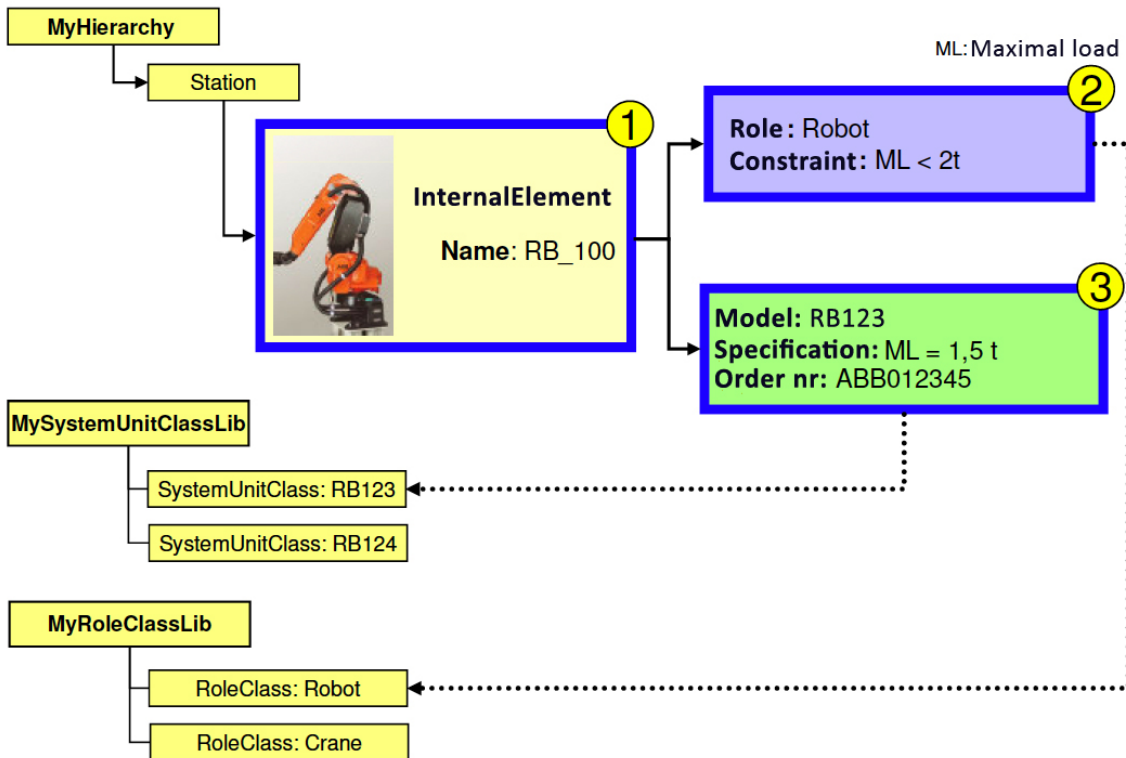 MyHierarchy
Station
ML: Maximal load
1
InternalElement
Name: RB_100
2
Role: Robot
Constraint: ML < 2t
3
Model: RB123
Specification: ML = 1,5 t
Order nr: ABB012345
MySystemUnitClassLib
SystemUnitClass: RB123
SystemUnitClass: RB124
MyRoleClassLib
RoleClass: Robot
RoleClass: Crane